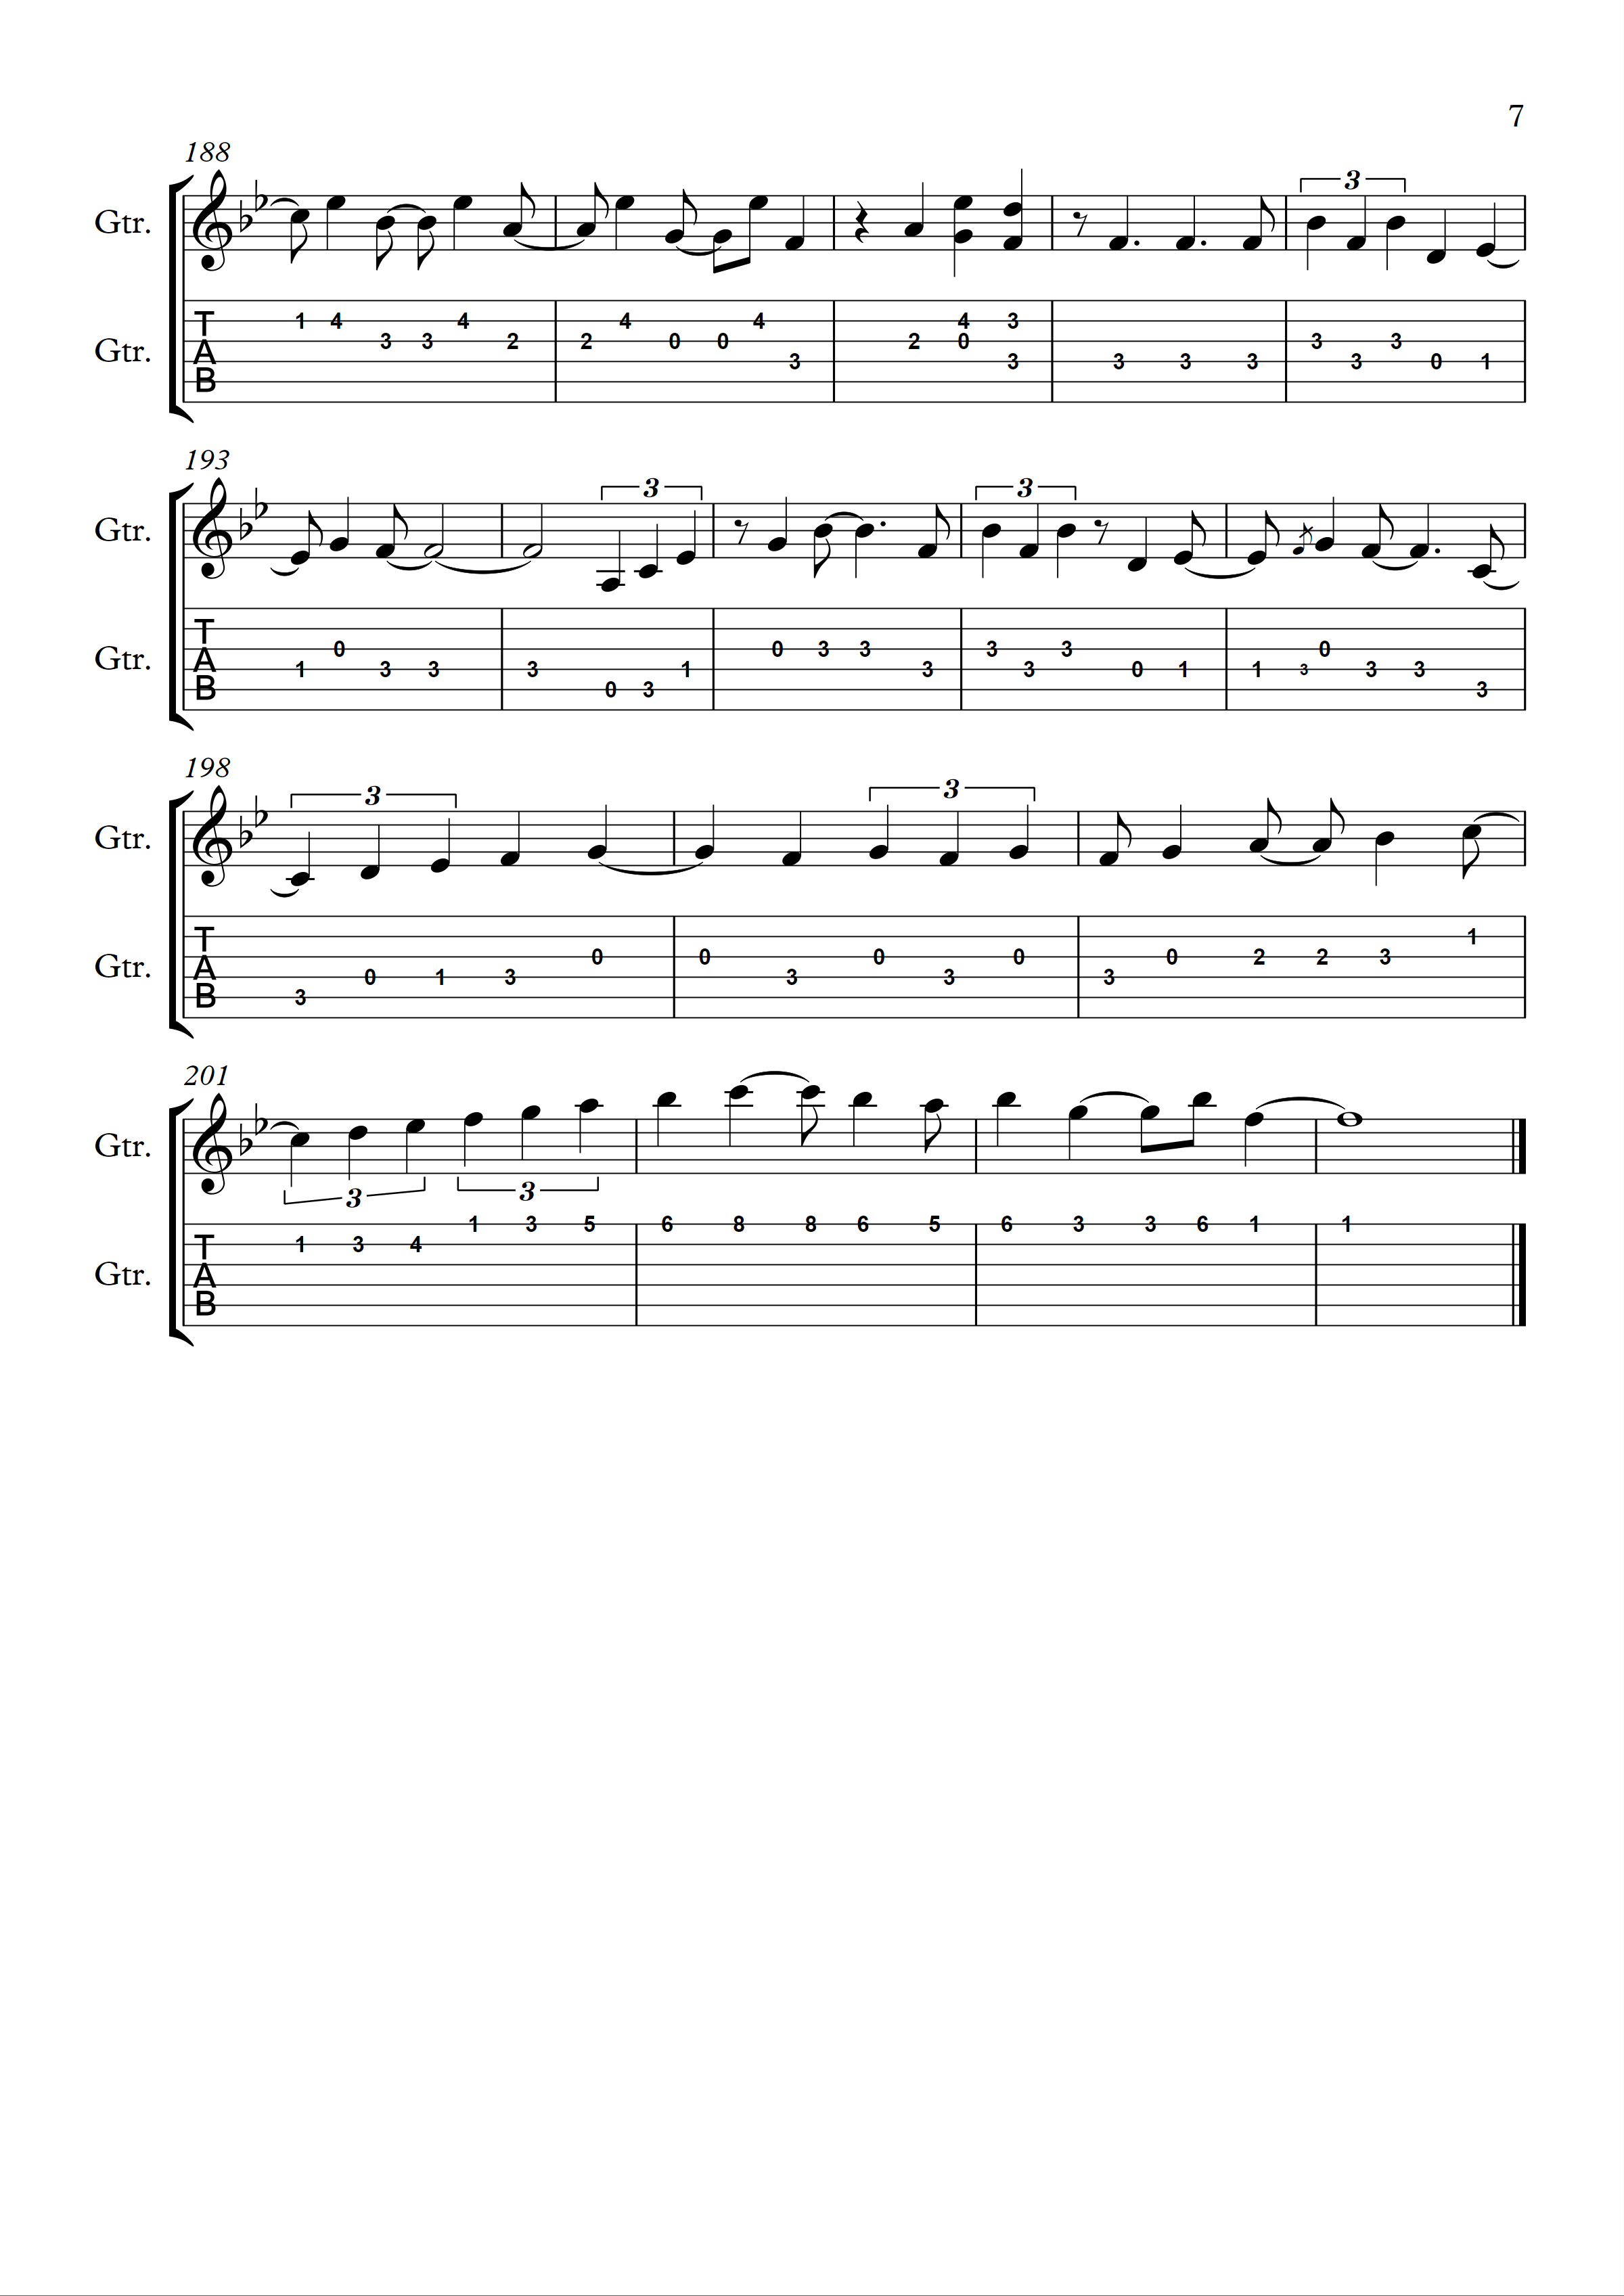 7
188
3
Gtr.
T 1 4 4 4 4 4 3
A 3 3 2 2 0 0 2 0 3 3
Gtr. 3 3 3 3 3 3 0 1
B
193
3 3
Gtr.
T
A 0 0 3 3 3 3 0
Gtr. 1 3 3 3 1 3 3 0 1 1 3 3 3
B 0 3 3
198
3 3
Gtr.
T 1
A 0 0 0 0 0 2 2 3
Gtr. 0 1 3 3 3 3
B 3
201
Gtr.
3 3
1 3 5 6 8 8 6 5 6 3 3 6 1 1
T 1 3 4
A
Gtr.
B